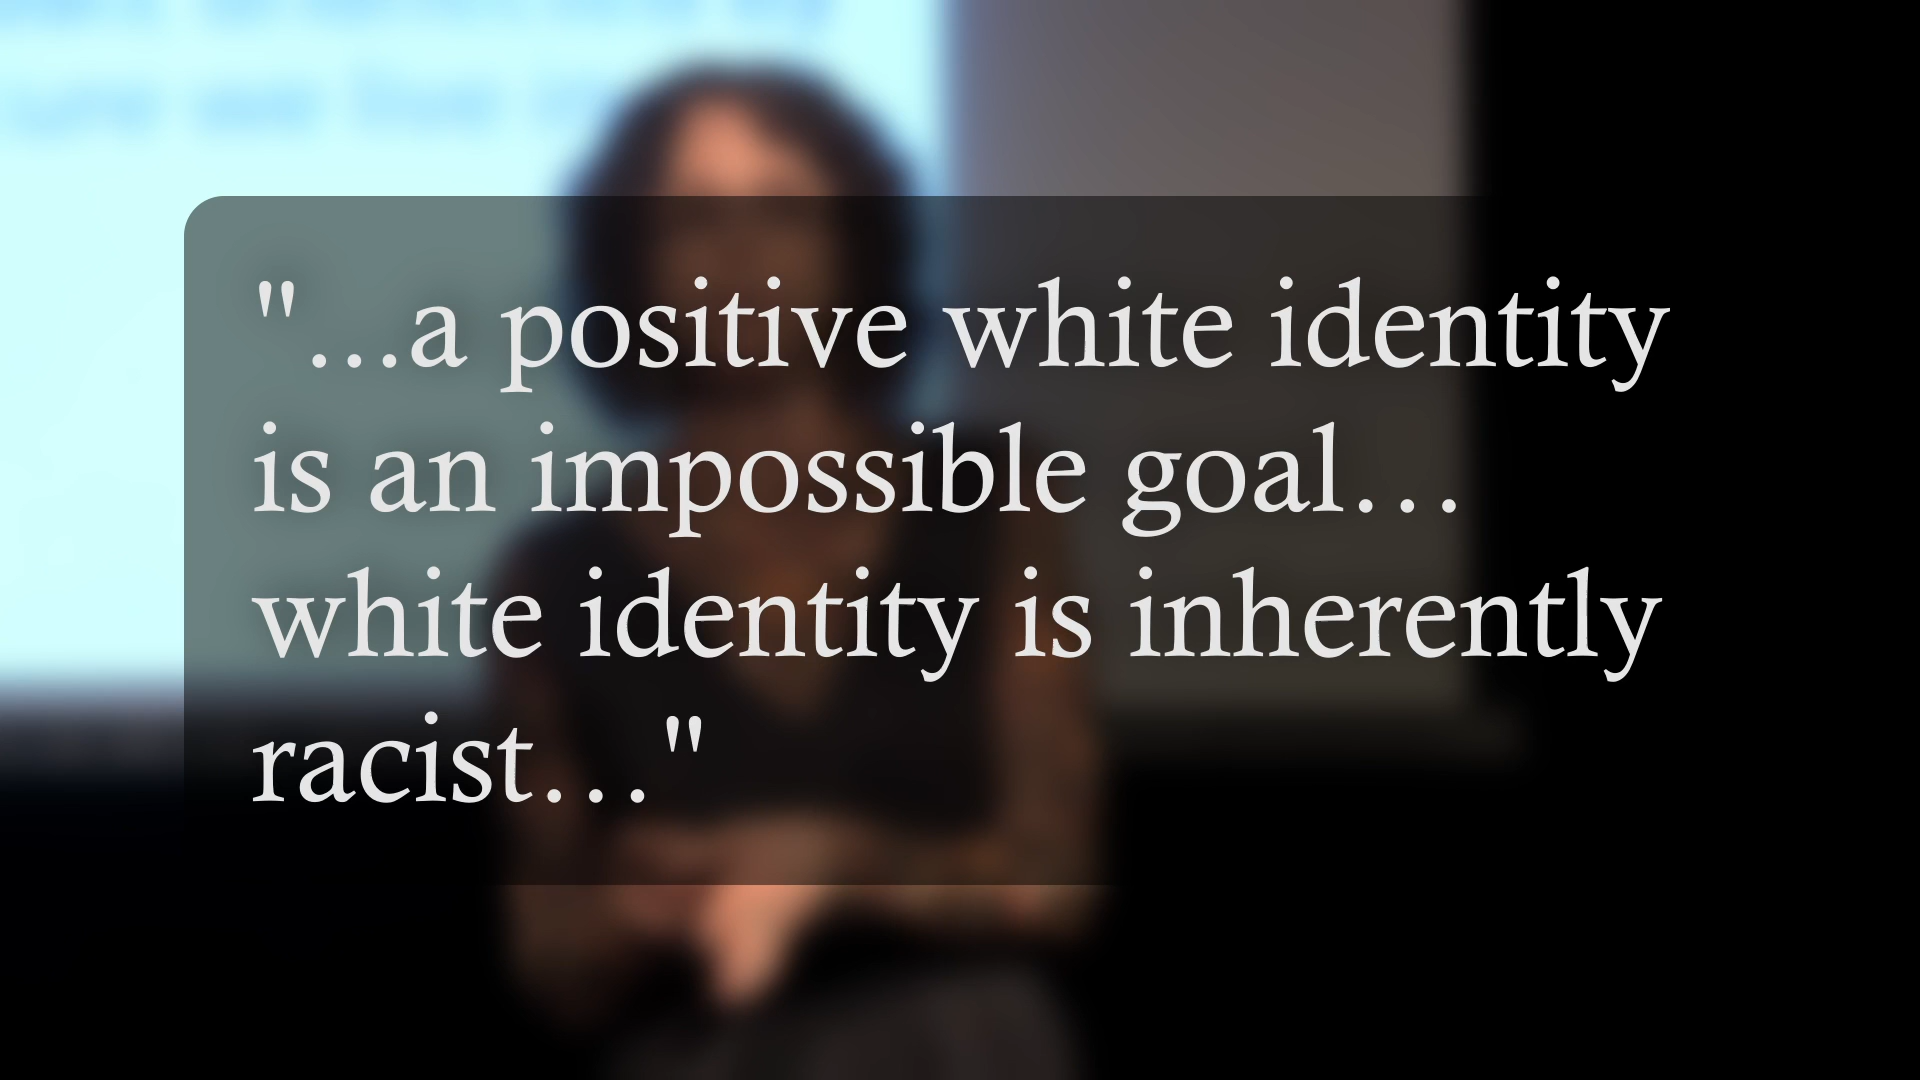 "...a positive white identity
is an impossible goal...
white identity is inherently
racist..."